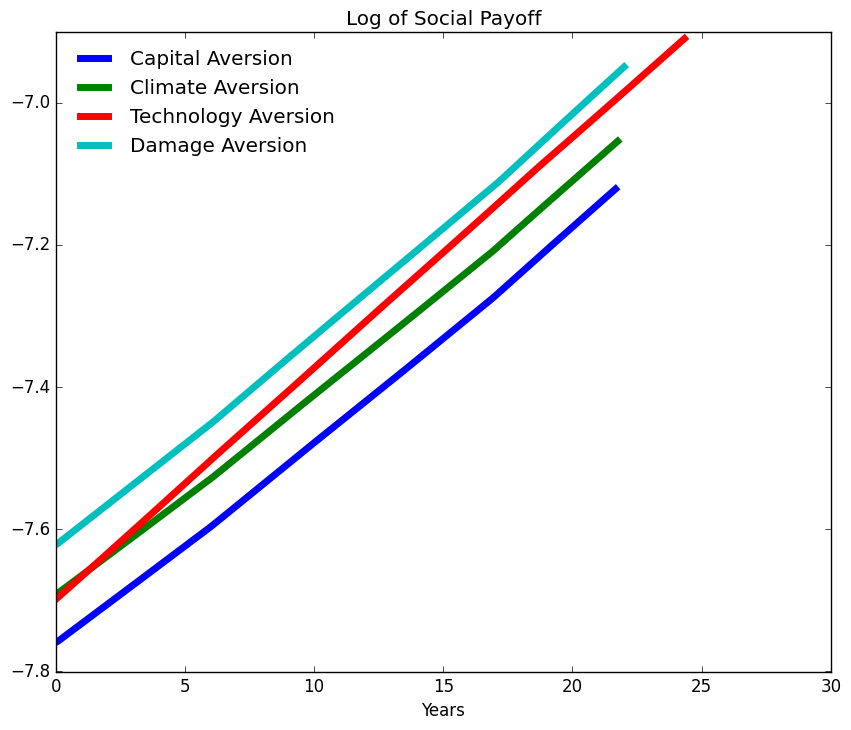 Log of Social Payoff
Capital Aversion
Climate Aversion
Technology Aversion
Damage Aversion
−7.0
−7.2
−7.4
−7.6
−7.8
0 5 10 15 20 25 30
Years